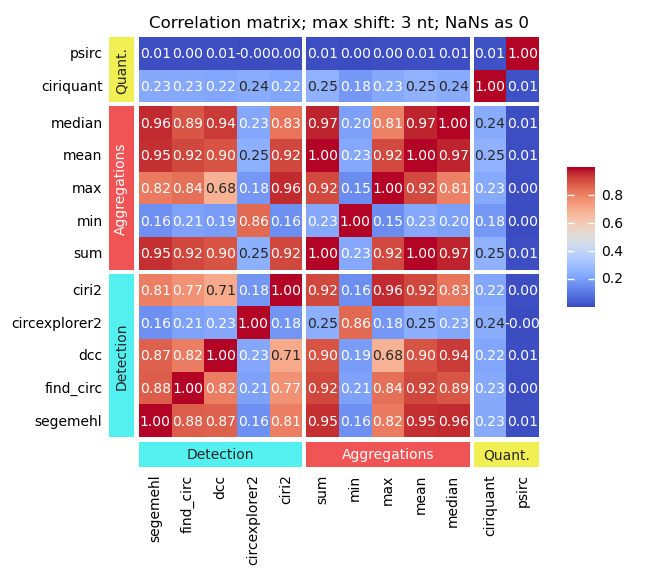 Correlation matrix; max shift: 3 nt; NaNs as 0
psirc 0.01 0.00 0.01 -0.00 0.00 0.01 0.00 0.00 0.01 0.01 0.01 1.00
ciriquant 0.23 0.23 0.22 0.24 0.22 0.25 0.18 0.23 0.25 0.24 1.00 0.01
Quant.
median 0.96 0.89 0.94 0.23 0.83 0.97 0.20 0.81 0.97 1.00 0.24 0.01
mean 0.95 0.92 0.90 0.25 0.92 1.00 0.23 0.92 1.00 0.97 0.25 0.01
max 0.82 0.84 0.68 0.18 0.96 0.92 0.15 1.00 0.92 0.81 0.23 0.00
min 0.16 0.21 0.19 0.86 0.16 0.23 1.00 0.15 0.23 0.20 0.18 0.00
sum 0.95 0.92 0.90 0.25 0.92 1.00 0.23 0.92 1.00 0.97 0.25 0.01
Aggregations
ciri2 0.81 0.77 0.71 0.18 1.00 0.92 0.16 0.96 0.92 0.83 0.22 0.00
circexplorer2 0.16 0.21 0.23 1.00 0.18 0.25 0.86 0.18 0.25 0.23 0.24 -0.00
dcc 0.87 0.82 1.00 0.23 0.71 0.90 0.19 0.68 0.90 0.94 0.22 0.01
find_circ 0.88 1.00 0.82 0.21 0.77 0.92 0.21 0.84 0.92 0.89 0.23 0.00
segemehl 1.00 0.88 0.87 0.16 0.81 0.95 0.16 0.82 0.95 0.96 0.23 0.01
Detection
Detection Aggregations Quant.
segemehl find_circ dcc circexplorer2 ciri2 sum min max mean median ciriquant psirc
0.8
0.6
0.4
0.2